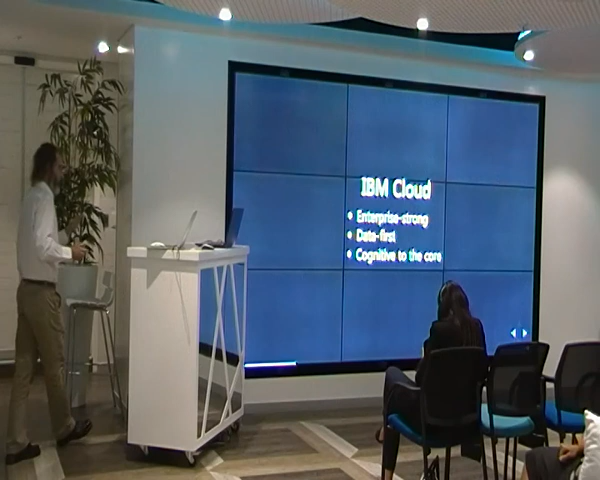 IBM Cloud
• Enterprise-strong
• Data-first
• Cognitive to the core